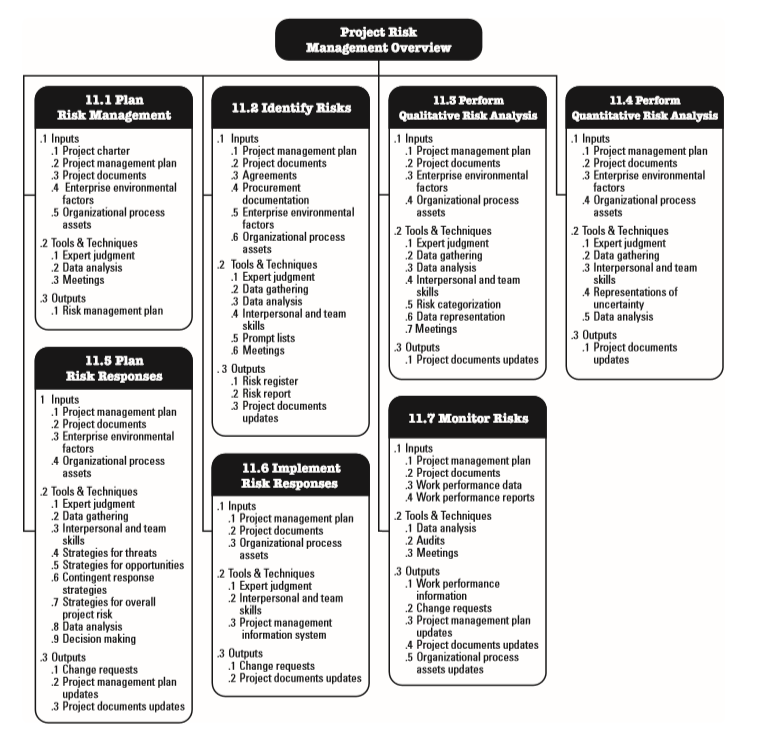 Project Risk
Management Overview
11.1 Plan
Risk Management
.1 Inputs
.1 Project charter
.2 Project management plan
.3 Project documents
.4 Enterprise environmental
factors
.5 Organizational process
assets
.2 Tools & Techniques
.1 Expert judgment
.2 Data analysis
.3 Meetings
.3 Outputs
.1 Risk management plan
11.2 Identify Risks
.1 Inputs
.1 Project management plan
.2 Project documents
.3 Agreements
.4 Procurement
documentation
.5 Enterprise environmental
factors
.6 Organizational process
assets
.2 Tools & Techniques
.1 Expert judgment
.2 Data gathering
.3 Data analysis
.4 Interpersonal and team
skills
.5 Prompt lists
.6 Meetings
.3 Outputs
.1 Risk register
.2 Risk report
.3 Project documents
updates
11.3 Perform
Qualitative Risk Analysis
.1 Inputs
.1 Project management plan
.2 Project documents
.3 Enterprise environmental
factors
.4 Organizational process
assets
.2 Tools & Techniques
.1 Expert judgment
.2 Data gathering
.3 Data analysis
.4 Interpersonal and team
skills
.5 Risk categorization
.6 Data representation
.7 Meetings
.3 Outputs
.1 Project documents updates
11.4 Perform
Quantitative Risk Analysis
.1 Inputs
.1 Project management plan
.2 Project documents
.3 Enterprise environmental
factors
.4 Organizational process
assets
.2 Tools & Techniques
.1 Expert judgment
.2 Data gathering
.3 Interpersonal and team
skills
.4 Representations of
uncertainty
.5 Data analysis
.3 Outputs
.1 Project documents
updates
11.5 Plan
Risk Responses
1 Inputs
.1 Project management plan
.2 Project documents
.3 Enterprise environmental
factors
.4 Organizational process
assets
.2 Tools & Techniques
.1 Expert judgment
.2 Data gathering
.3 Interpersonal and team
skills
.4 Strategies for threats
.5 Strategies for opportunities
.6 Contingent response
strategies
.7 Strategies for overall
project risk
.8 Data analysis
.9 Decision making
.3 Outputs
.1 Change requests
.2 Project management plan
updates
.3 Project documents updates
11.6 Implement
Risk Responses
.1 Inputs
.1 Project management plan
.2 Project documents
.3 Organizational process
assets
.2 Tools & Techniques
.1 Expert judgment
.2 Interpersonal and team
skills
.3 Project management
information system
.3 Outputs
.1 Change requests
.2 Project documents updates
11.7 Monitor Risks
.1 Inputs
.1 Project management plan
.2 Project documents
.3 Work performance data
.4 Work performance reports
.2 Tools & Techniques
.1 Data analysis
.2 Audits
.3 Meetings
.3 Outputs
.1 Work performance
information
.2 Change requests
.3 Project management plan
updates
.4 Project documents updates
.5 Organizational process
assets updates